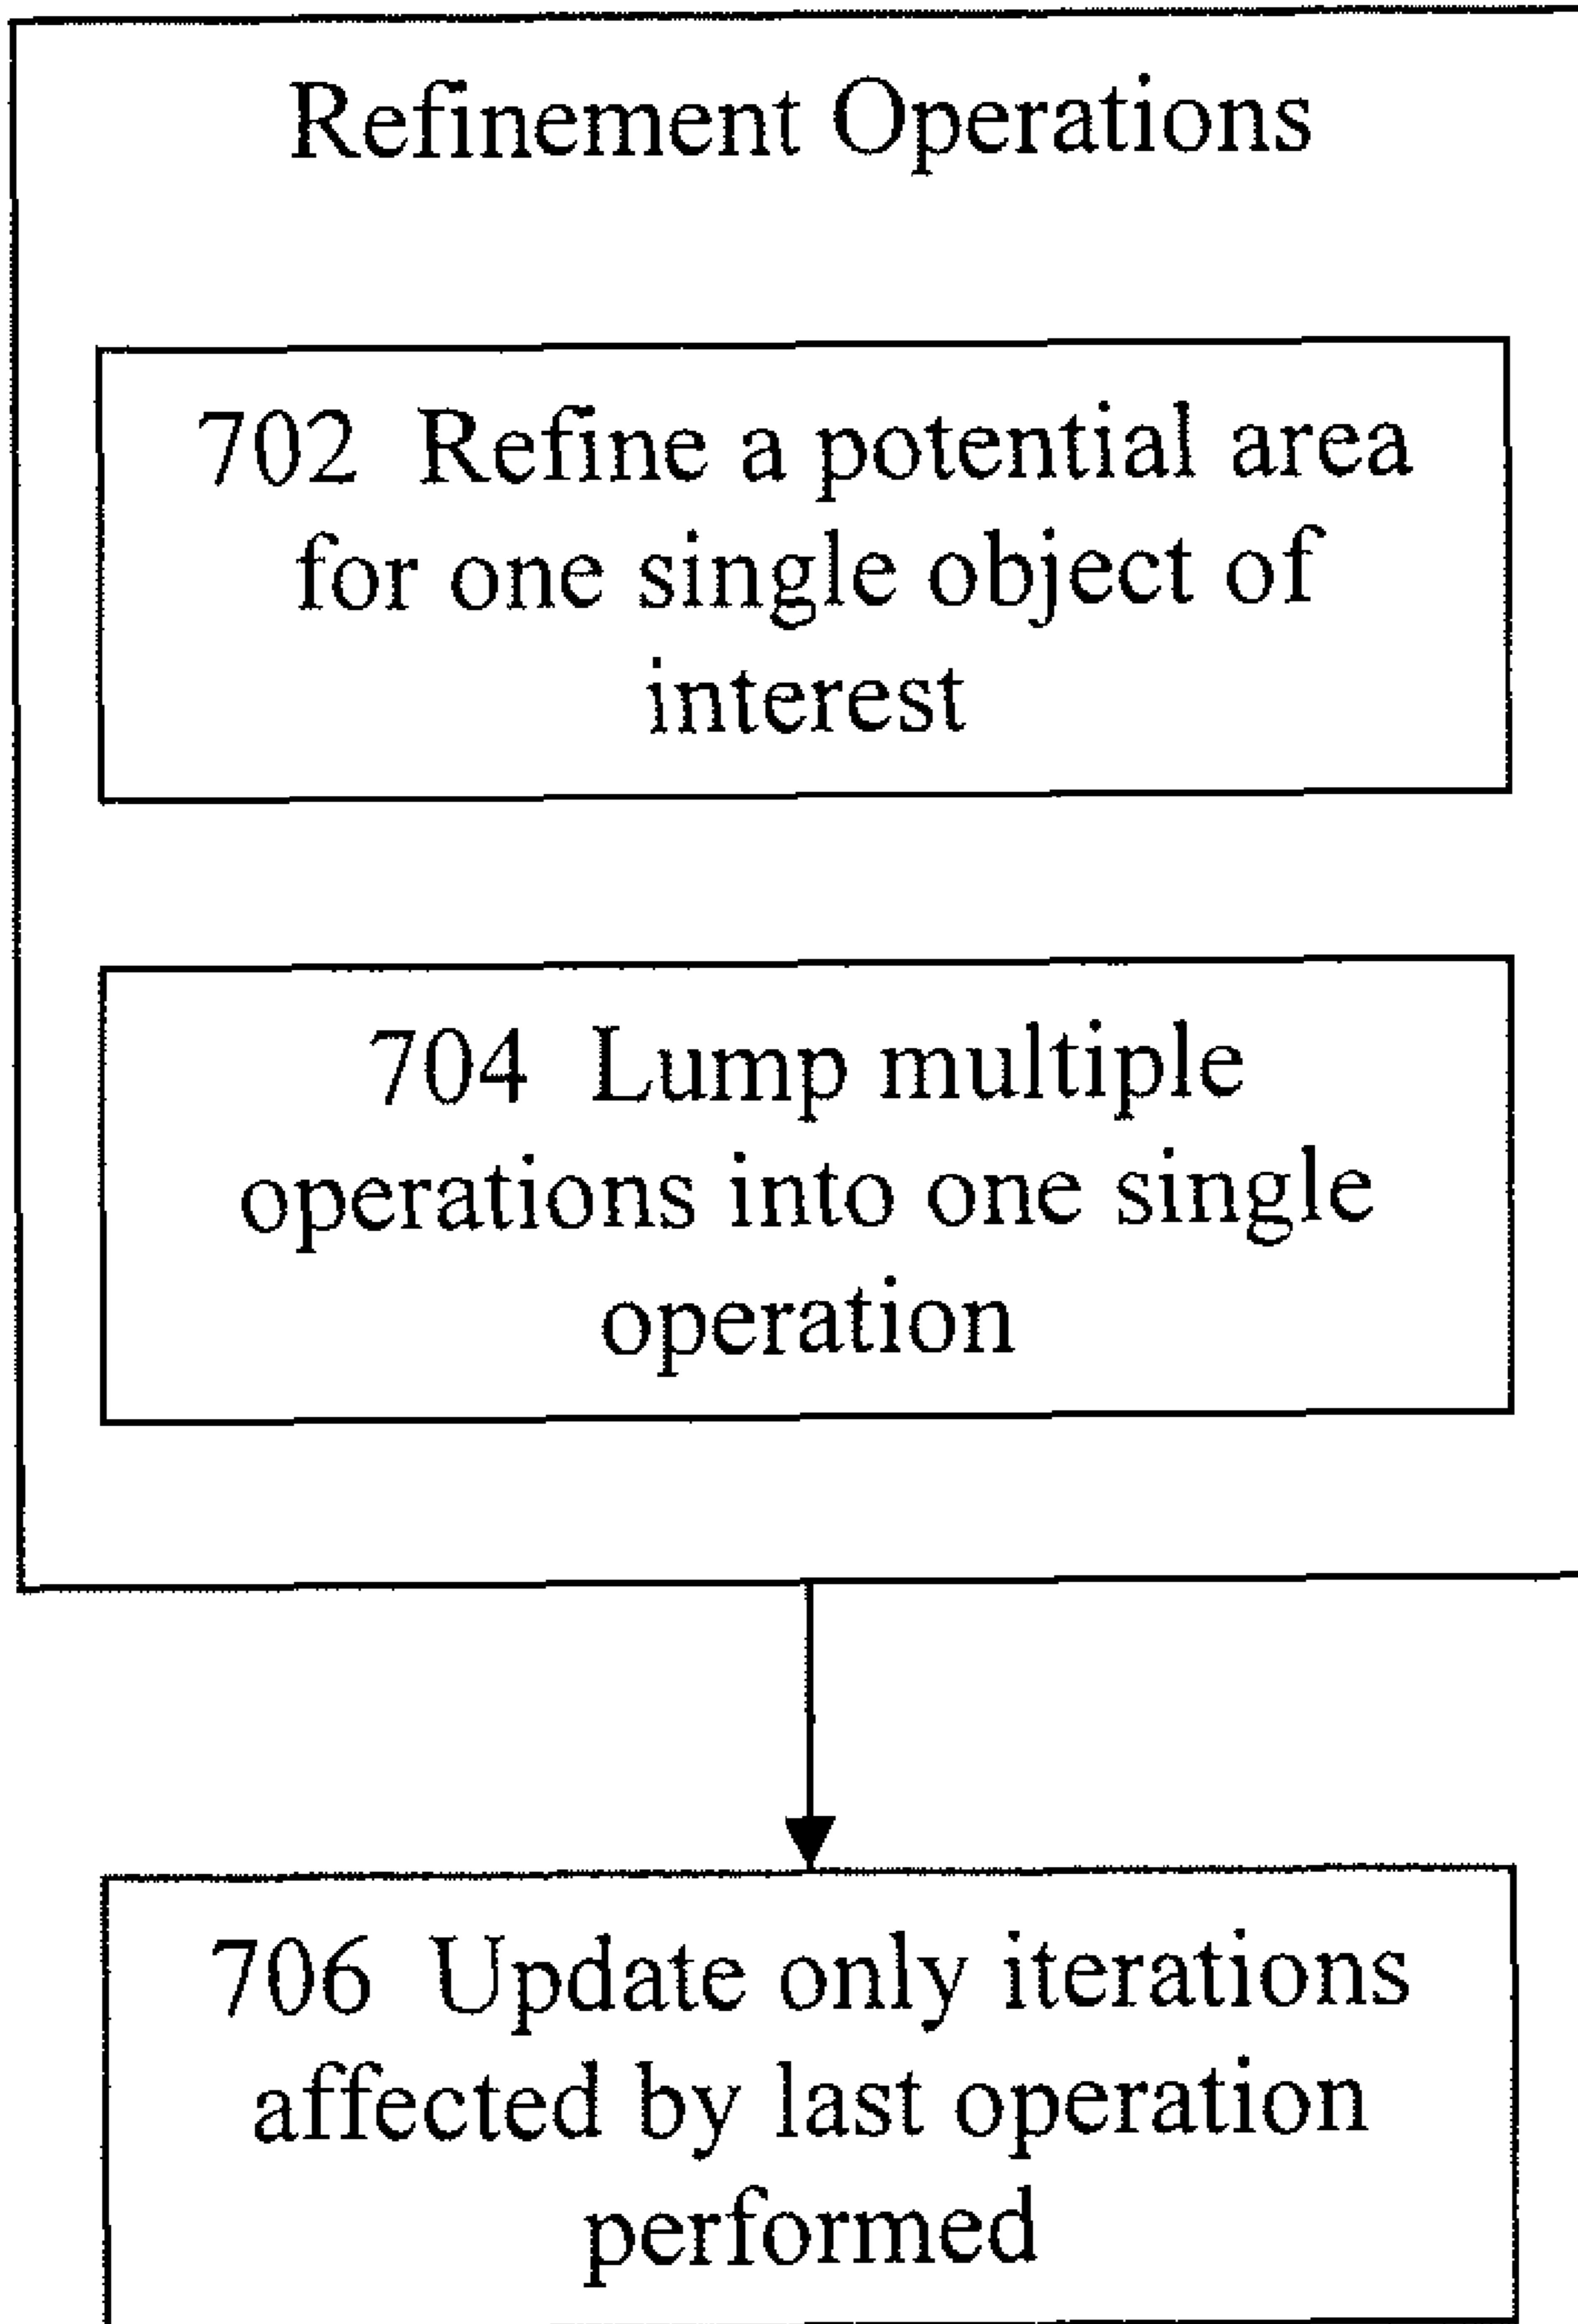 Refinement Operations
702 Refine a potential area
for one single object of
interest
704 Lump multiple
operations into one single
operation
706 Update only iterations
affected by last operation
performed